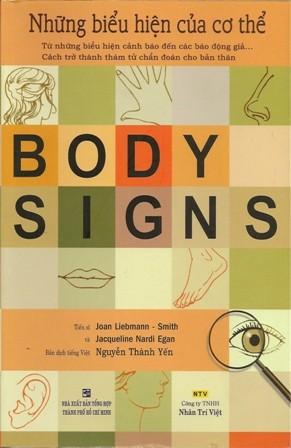 Những biểu hiện của cơ thể
Từ những biểu hiện cảnh báo đến các báo động giả...
Cách trở thành thám tử chẩn đoán cho bản thân
BODY
SIGNS
Tiến sĩ Joan Liebmann - Smith
và Jacqueline Nardi Egan
Bản dịch tiếng Việt Nguyễn Thành Yến
NHÀ XUẤT BẢN TỔNG HỢP
THÀNH PHỐ HỒ CHÍ MINH
NTV
Công ty TNHH
Nhân Trí Việt